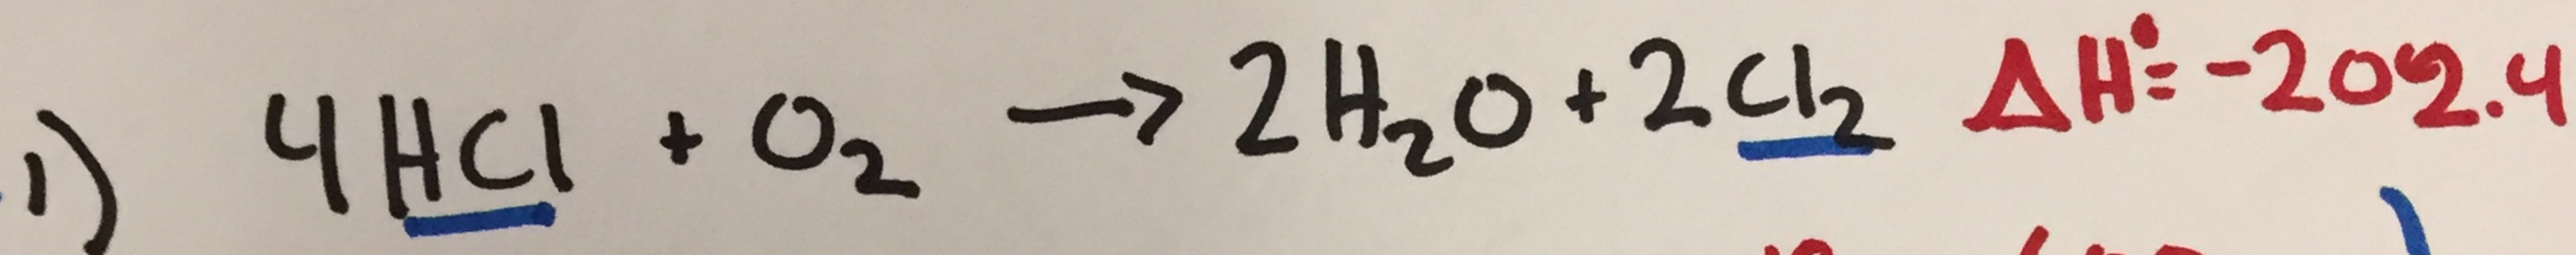 1) 4HCl + O₂ → 2H₂O + 2Cl₂ ΔH°= -202.4